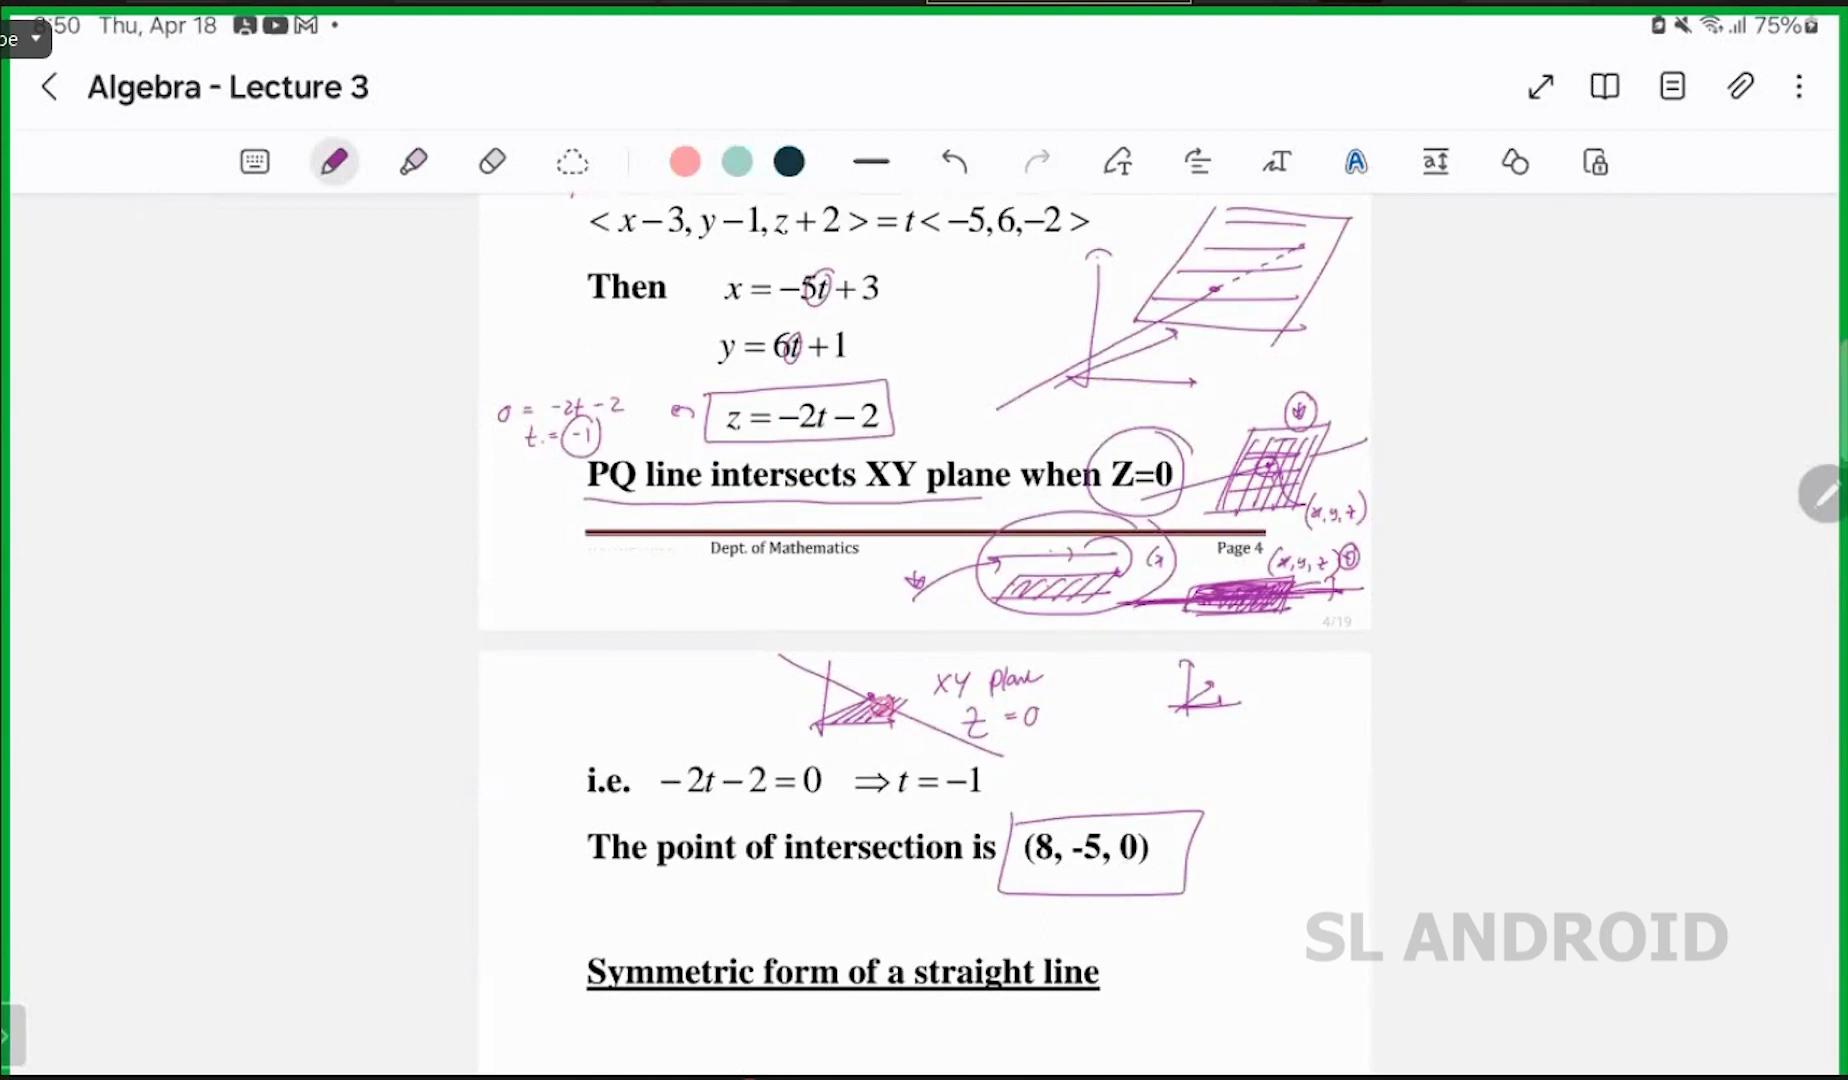 8:50 Thu, Apr 18
75%
Algebra - Lecture 3
< x − 3, y − 1, z + 2 > = t < −5, 6, −2 >
Then x = −5t + 3
y = 6t + 1
0 = -2t - 2
t = -1
z = −2t − 2
PQ line intersects XY plane when Z=0
(x, y, z)
Dept. of Mathematics
Page 4
(x, y, z)
4/19
XY plane
z = 0
i.e. −2t − 2 = 0 ⇒ t = −1
The point of intersection is (8, -5, 0)
SL ANDROID
Symmetric form of a straight line